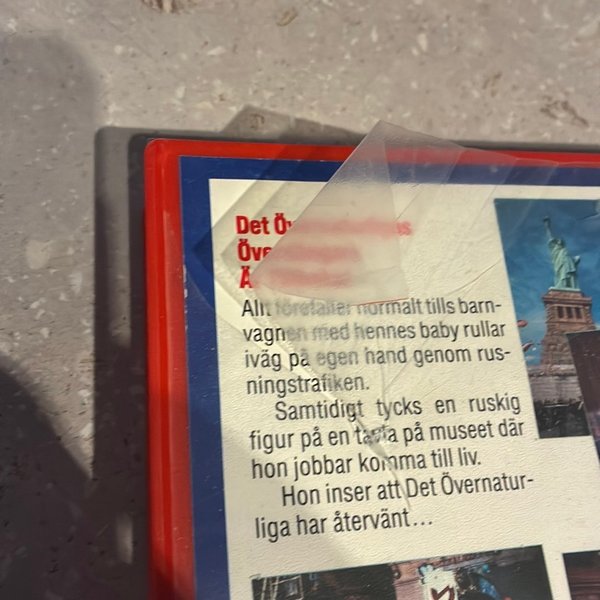 Det
Allt förefaller normalt tills barn-
vagnen med hennes baby rullar
iväg på egen hand genom rus-
ningstrafiken.
Samtidigt tycks en ruskig
figur på en tavla på museet där
hon jobbar komma till liv.
Hon inser att Det Övernatur-
liga har återvänt...